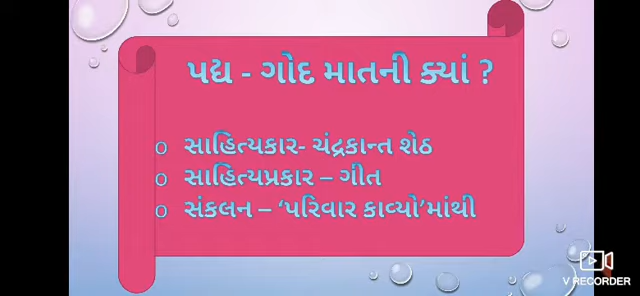 પદ્ય - ગોદ માતની ક્યાં ?
o સાહિત્યકાર- ચંદ્રકાન્ત શેઠ
o સાહિત્યપ્રકાર – ગીત
o સંકલન – ‘પરિવાર કાવ્યો’માંથી
V RECORDER